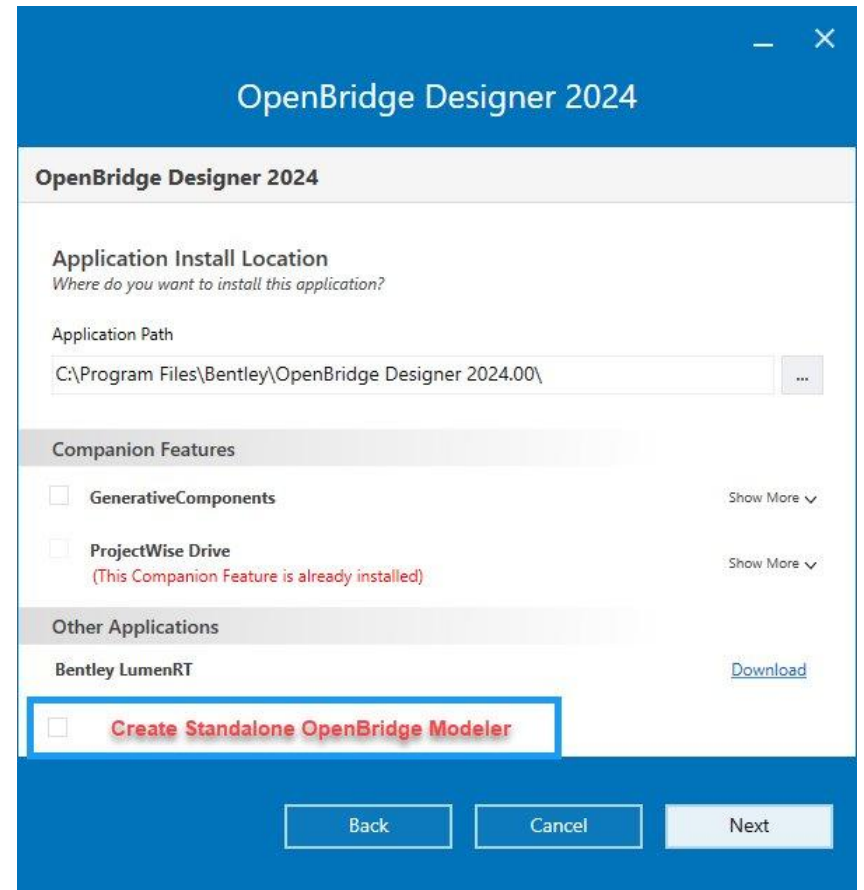 OpenBridge Designer 2024
OpenBridge Designer 2024
Application Install Location
Where do you want to install this application?
Application Path
C:\Program Files\Bentley\OpenBridge Designer 2024.00\
...
Companion Features
GenerativeComponents
Show More
ProjectWise Drive
(This Companion Feature is already installed)
Show More
Other Applications
Bentley LumenRT
Download
Create Standalone OpenBridge Modeler
Back
Cancel
Next